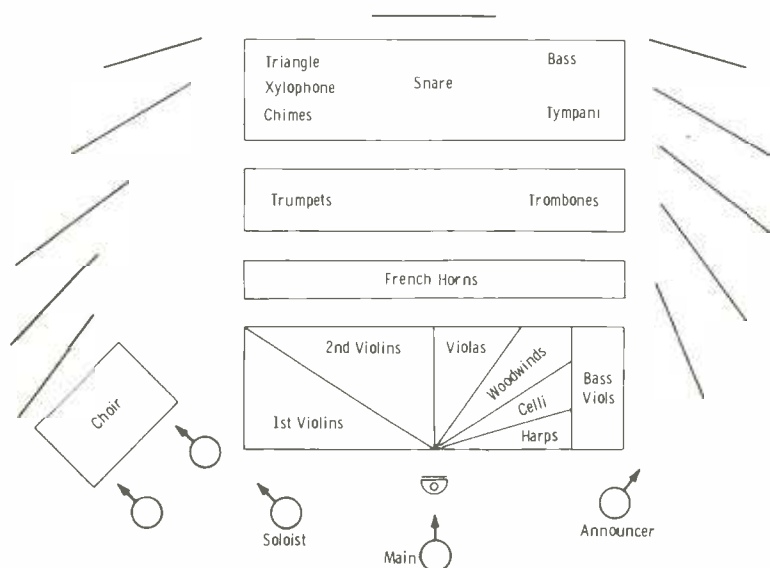 Triangle
Xylophone
Chimes
Snare
Bass
Tympani
Trumpets
Trombones
French Horns
2nd Violins
1st Violins
Violas
Woodwinds
Celli
Harps
Bass
Viols
Choir
Soloist
Main
Announcer